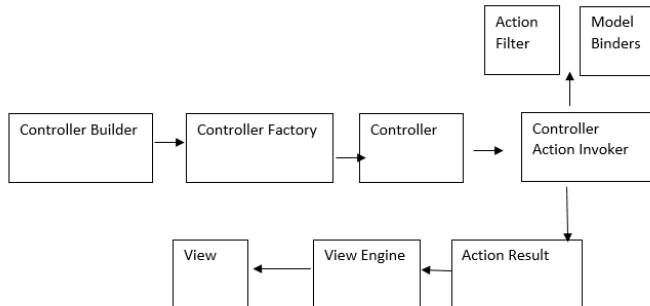 Action
Filter
Model
Binders
Controller Builder
Controller Factory
Controller
Controller
Action Invoker
View
View Engine
Action Result